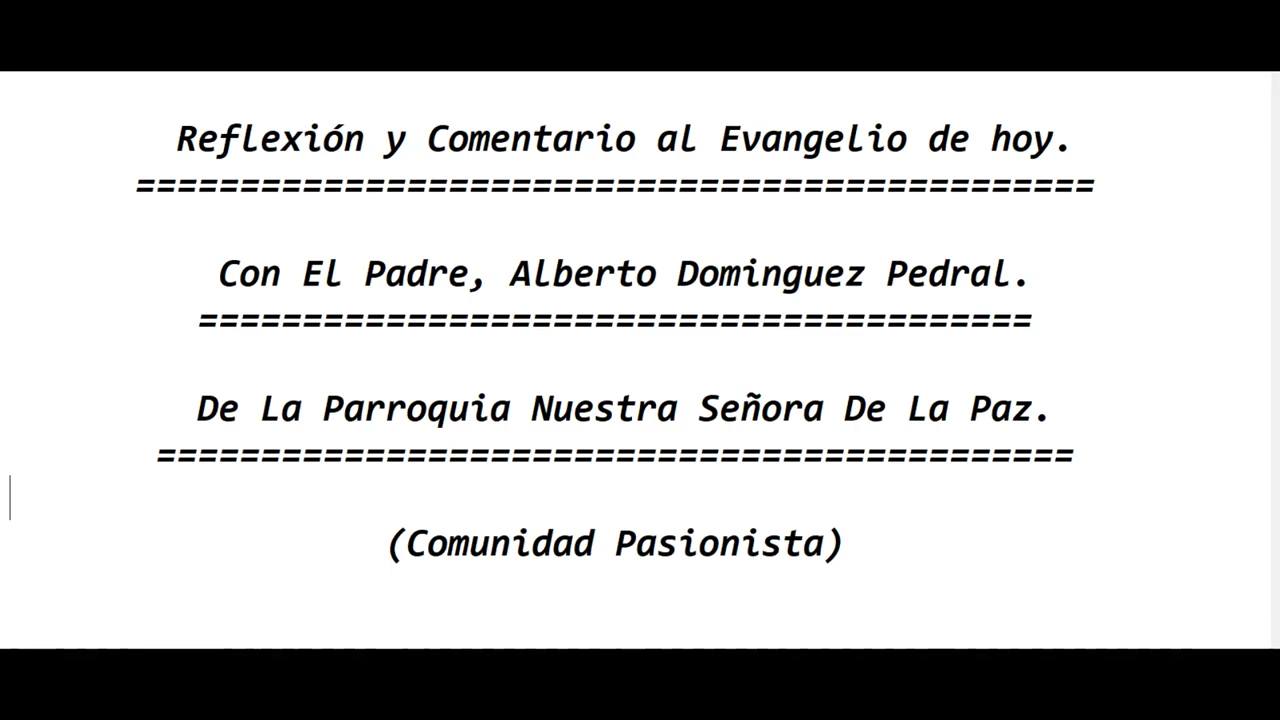 Reflexión y Comentario al Evangelio de hoy.
==============================================
Con El Padre, Alberto Dominguez Pedral.
========================================
De La Parroquia Nuestra Señora De La Paz.
============================================
(Comunidad Pasionista)